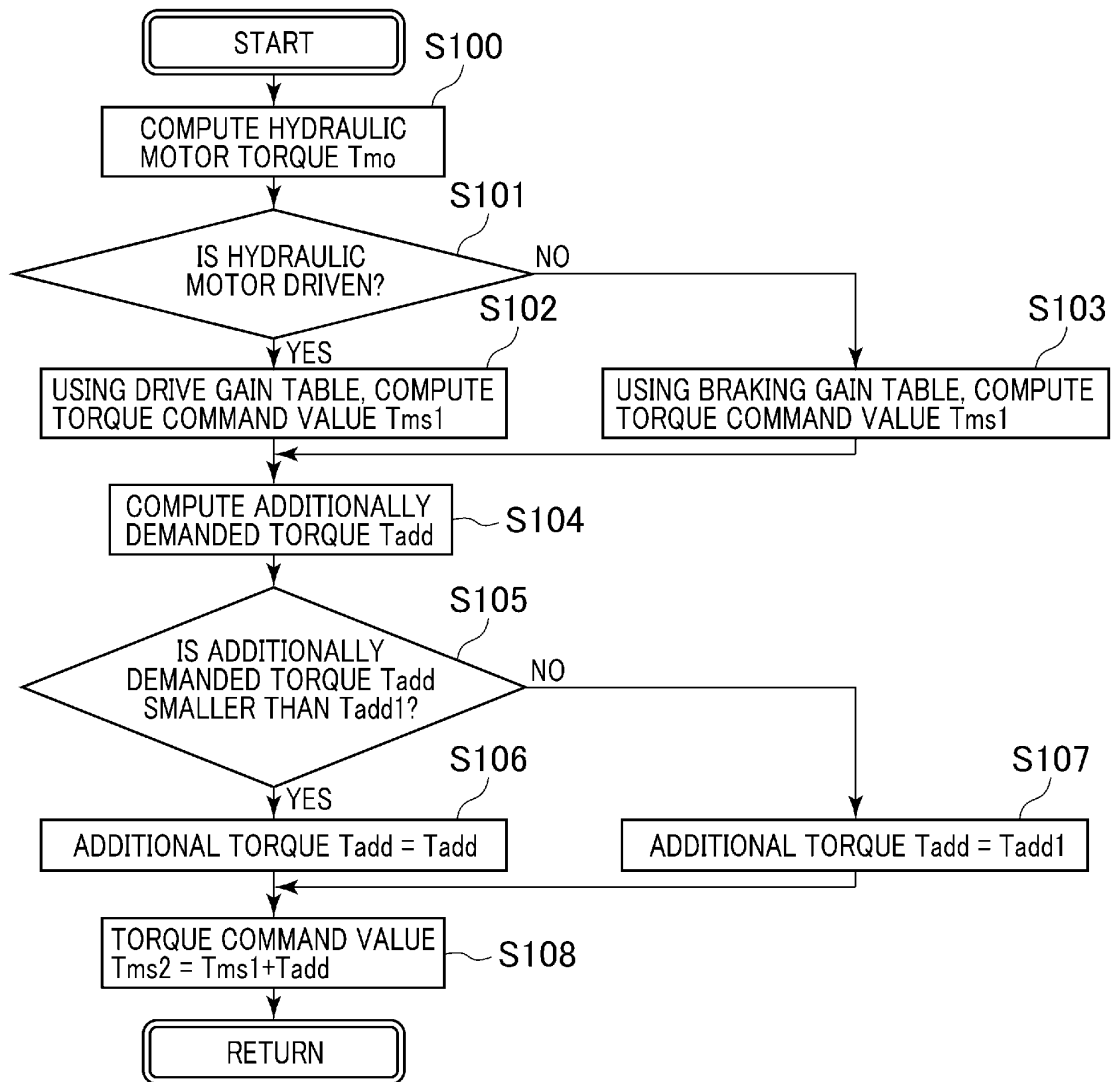 START
S100
COMPUTE HYDRAULIC
MOTOR TORQUE Tmo
S101
IS HYDRAULIC
MOTOR DRIVEN?
NO
S102
YES
USING DRIVE GAIN TABLE, COMPUTE
TORQUE COMMAND VALUE Tms1
S103
USING BRAKING GAIN TABLE, COMPUTE
TORQUE COMMAND VALUE Tms1
COMPUTE ADDITIONALLY
DEMANDED TORQUE Tadd
S104
S105
IS ADDITIONALLY
DEMANDED TORQUE Tadd
SMALLER THAN Tadd1?
NO
S106
YES
ADDITIONAL TORQUE Tadd = Tadd
S107
ADDITIONAL TORQUE Tadd = Tadd1
TORQUE COMMAND VALUE
Tms2 = Tms1+Tadd
S108
RETURN